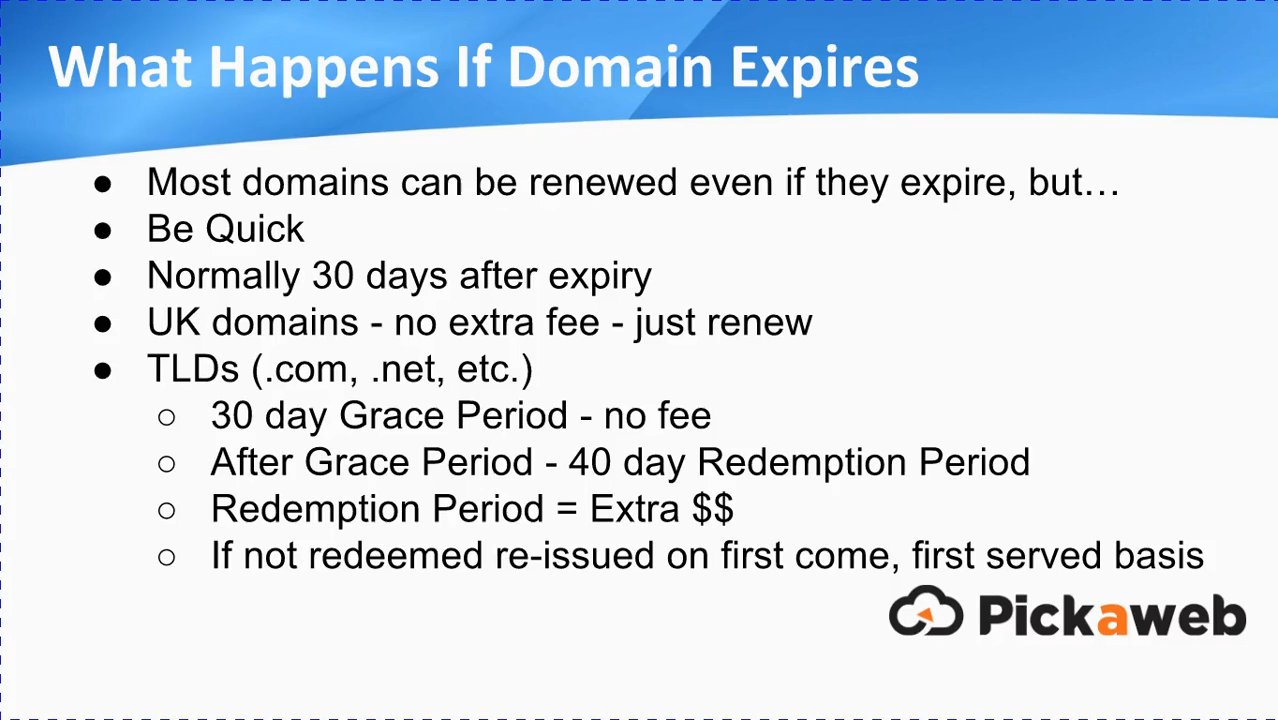 What Happens If Domain Expires
● Most domains can be renewed even if they expire, but…
● Be Quick
● Normally 30 days after expiry
● UK domains - no extra fee - just renew
● TLDs (.com, .net, etc.)
○ 30 day Grace Period - no fee
○ After Grace Period - 40 day Redemption Period
○ Redemption Period = Extra $$
○ If not redeemed re-issued on first come, first served basis
Pickaweb